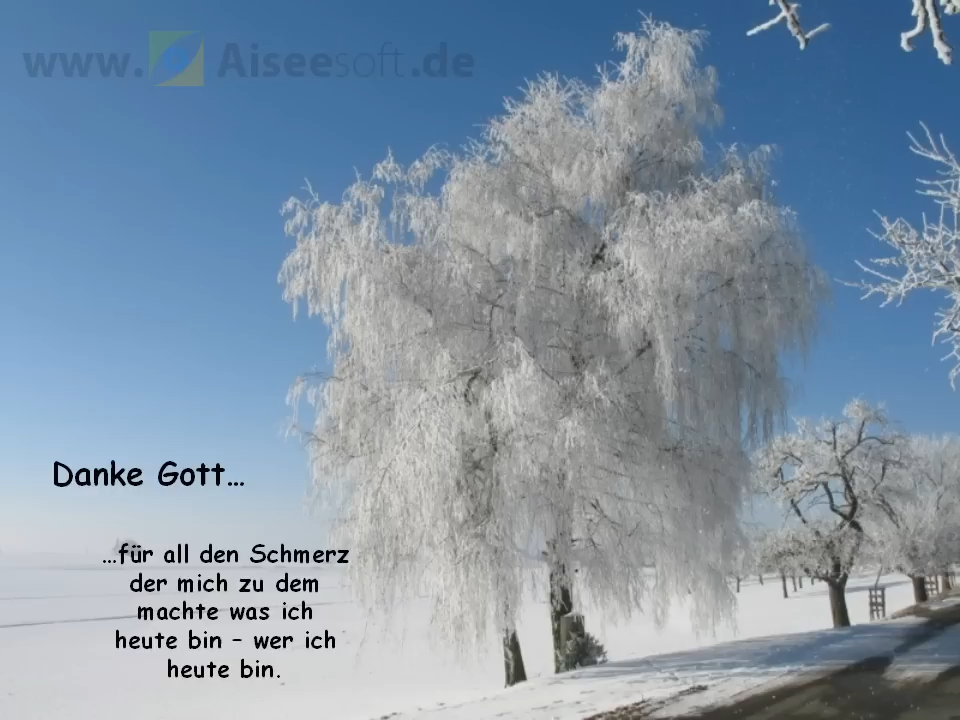 www. Aiseesoft.de
Danke Gott...
...für all den Schmerz
der mich zu dem
machte was ich
heute bin – wer ich
heute bin.